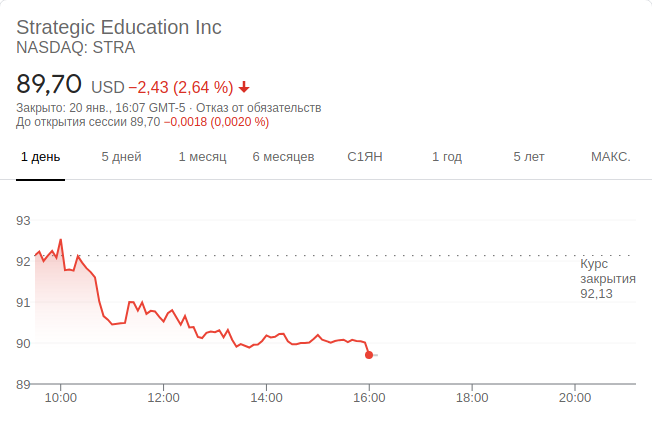 Strategic Education Inc
NASDAQ: STRA
89,70 USD −2,43 (2,64 %)
Закрыто: 20 янв., 16:07 GMT-5 · Отказ от обязательств
До открытия сессии 89,70 −0,0018 (0,0020 %)
1 день 5 дней 1 месяц 6 месяцев С1ЯН 1 год 5 лет МАКС.
93
92
Курс
закрытия
92,13
91
90
89
10:00 12:00 14:00 16:00 18:00 20:00